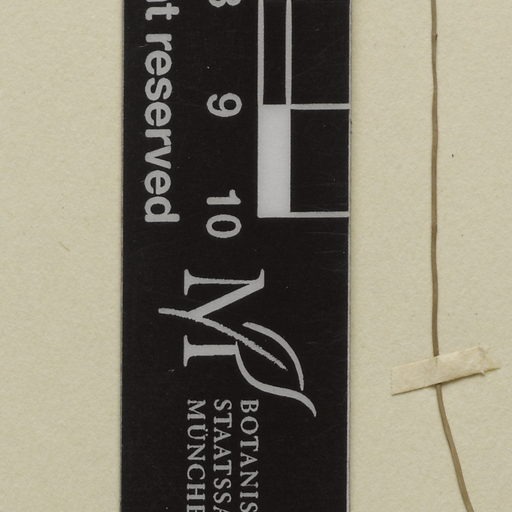 t reserved
8
9
10
M
BOTANIS
STAATSSA
MÜNCHE